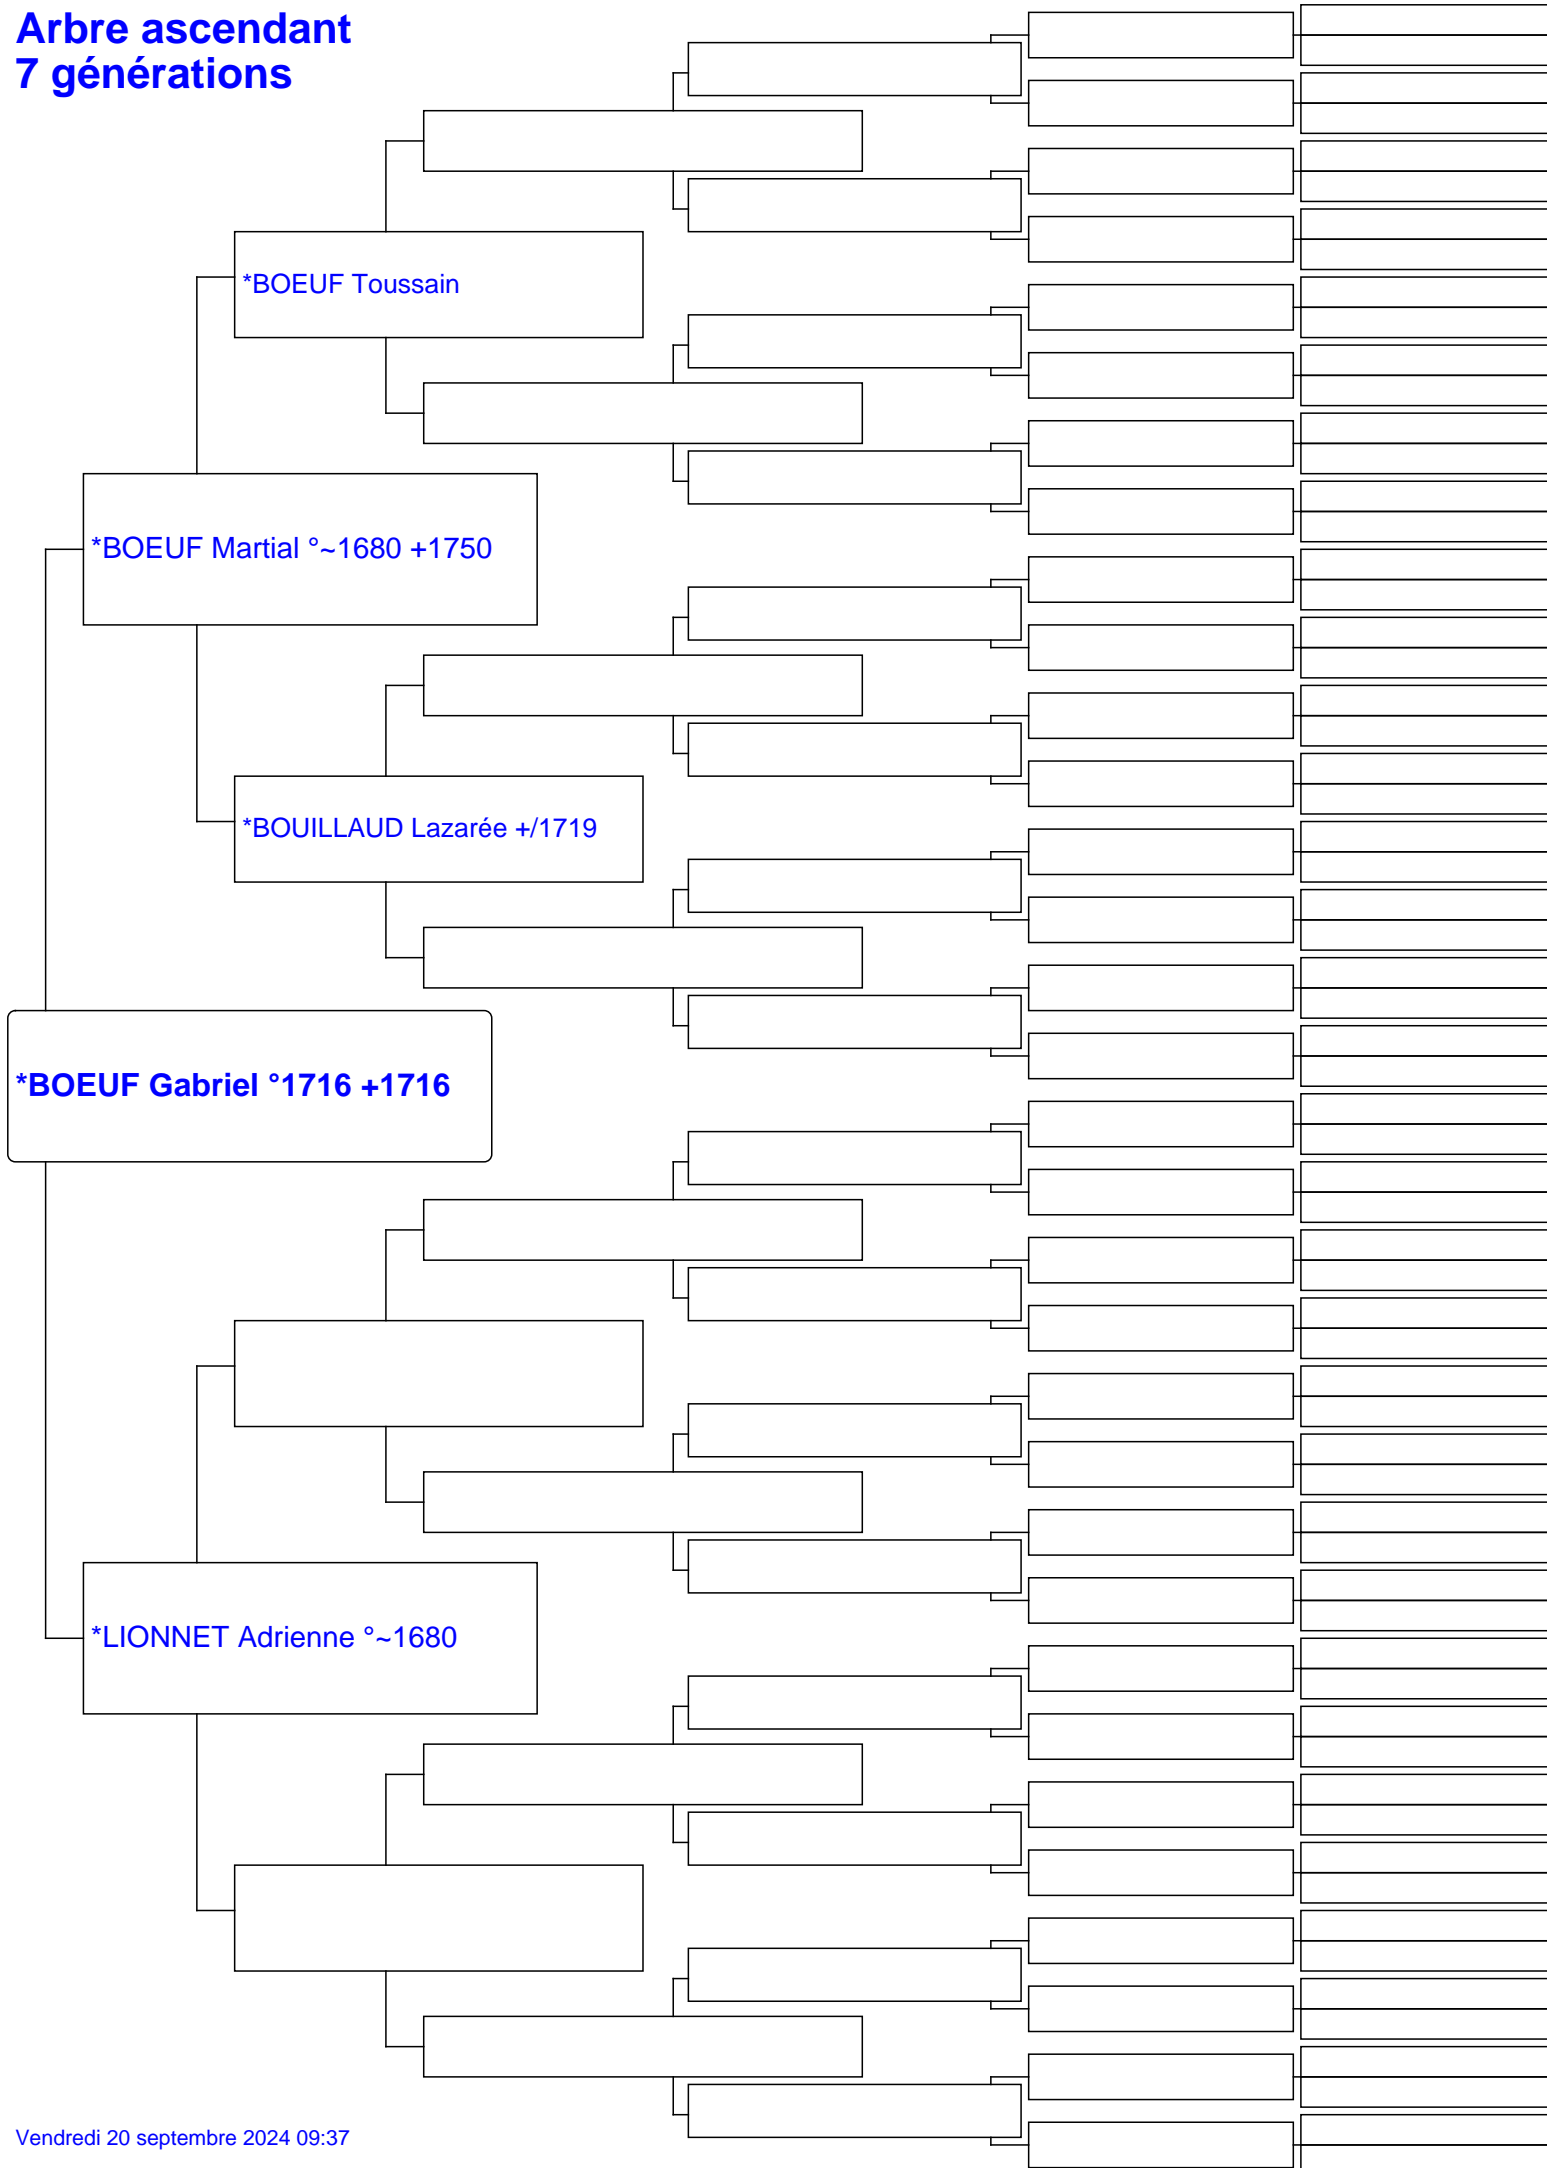 Arbre ascendant
7 générations
*BOEUF Toussain
*BOEUF Martial °~1680 +1750
*BOUILLAUD Lazarée +/1719
*BOEUF Gabriel °1716 +1716
*LIONNET Adrienne °~1680
Vendredi 20 septembre 2024 09:37